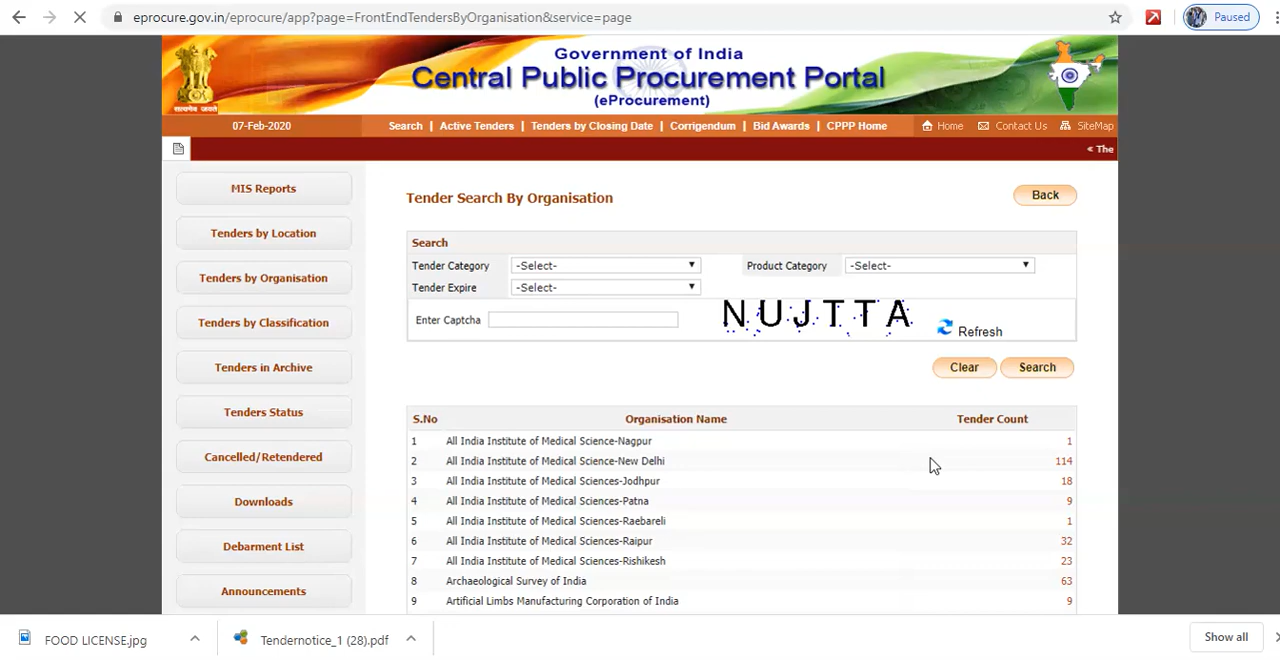 eprocure.gov.in/eprocure/app?page=FrontEndTendersByOrganisation&service=page
Paused
Government of India
Central Public Procurement Portal
(eProcurement)
सत्यमेव जयते
07-Feb-2020
Search | Active Tenders | Tenders by Closing Date | Corrigendum | Bid Awards | CPPP Home
Home Contact Us SiteMap
« The
MIS Reports
Tenders by Location
Tenders by Organisation
Tenders by Classification
Tenders in Archive
Tenders Status
Cancelled/Retendered
Downloads
Debarment List
Announcements
Tender Search By Organisation
Back
Search
Tender Category -Select- Product Category -Select-
Tender Expire -Select-
Enter Captcha NUJTTA Refresh
Clear Search
S.No Organisation Name Tender Count
1 All India Institute of Medical Science-Nagpur 1
2 All India Institute of Medical Science-New Delhi 114
3 All India Institute of Medical Sciences-Jodhpur 18
4 All India Institute of Medical Sciences-Patna 9
5 All India Institute of Medical Sciences-Raebareli 1
6 All India Institute of Medical Sciences-Raipur 32
7 All India Institute of Medical Sciences-Rishikesh 23
8 Archaeological Survey of India 63
9 Artificial Limbs Manufacturing Corporation of India 9
FOOD LICENSE.jpg Tendernotice_1 (28).pdf Show all